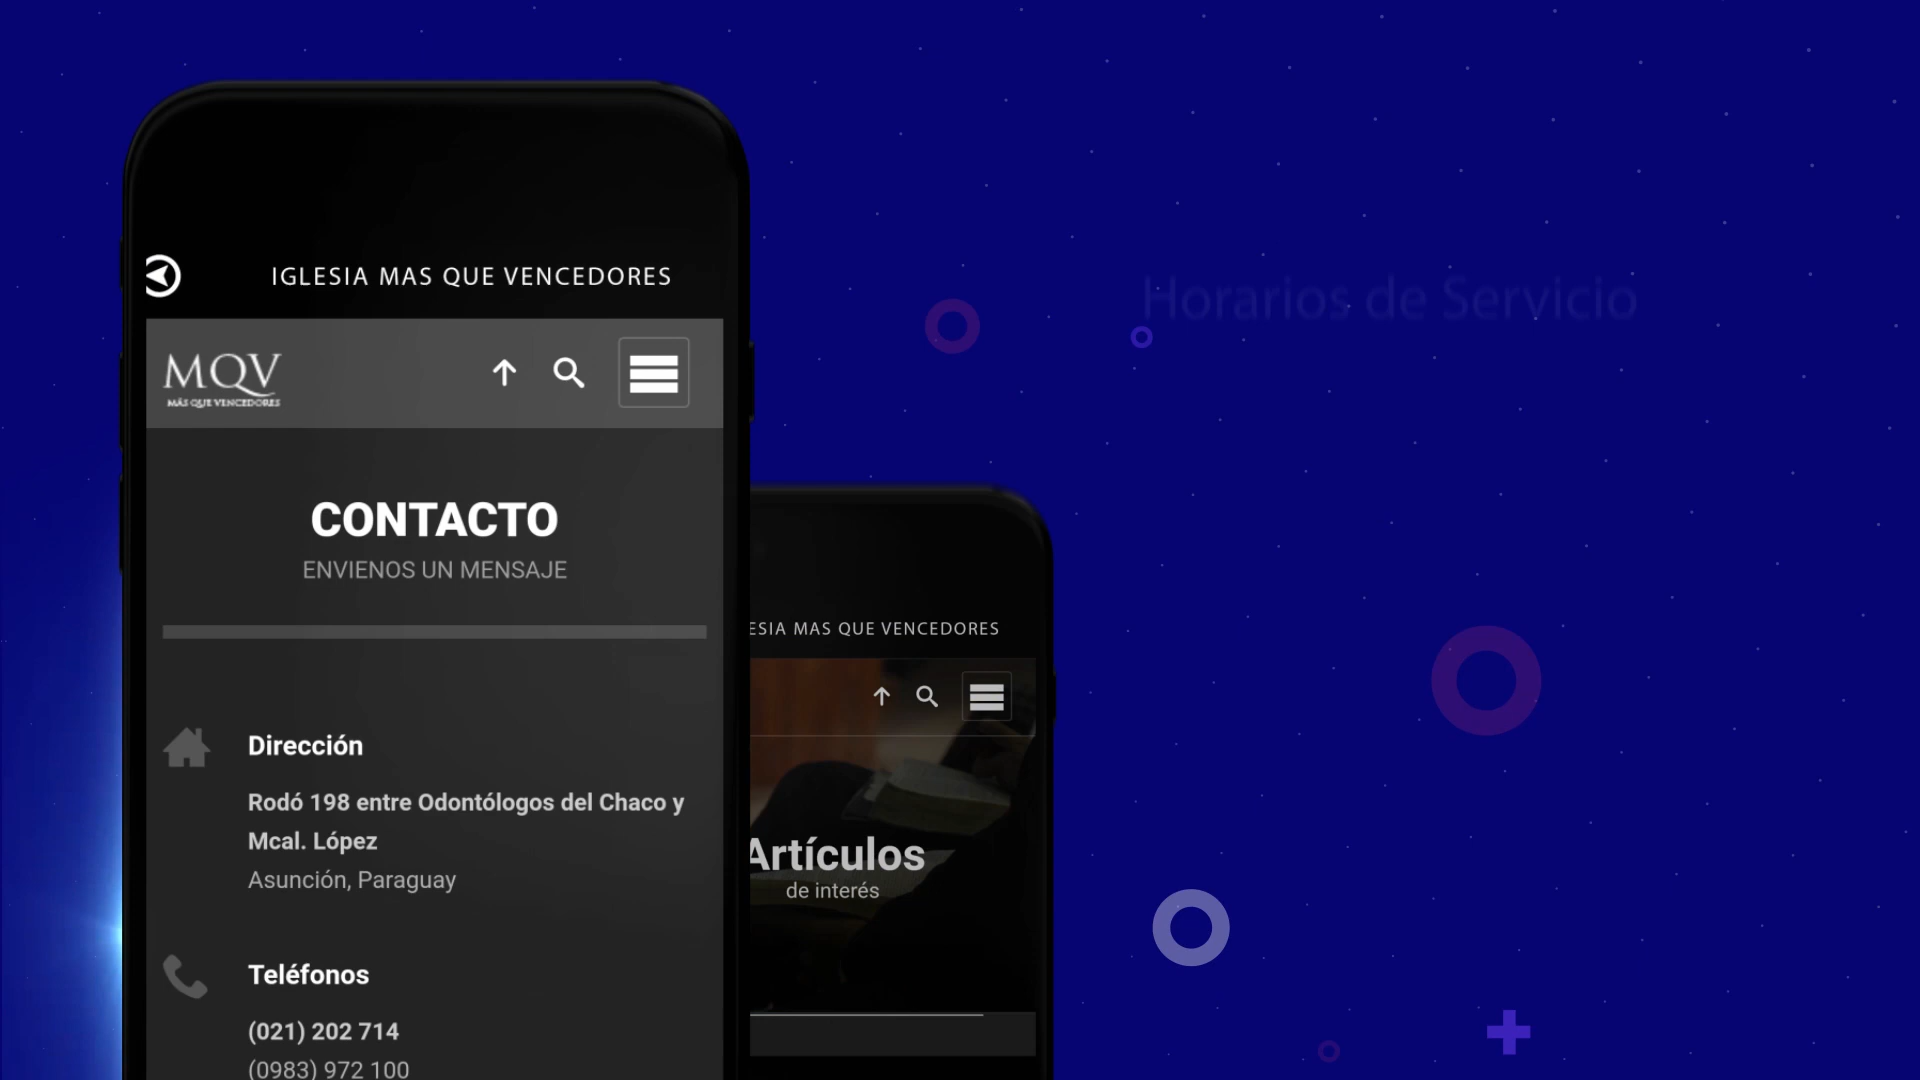 IGLESIA MAS QUE VENCEDORES
MQV
MÁS QUE VENCEDORES
CONTACTO
ENVIENOS UN MENSAJE
Dirección
Rodó 198 entre Odontólogos del Chaco y
Mcal. López
Asunción, Paraguay
Teléfonos
(021) 202 714
(0983) 972 100
ESIA MAS QUE VENCEDORES
Artículos
de interés
Horarios de Servicio